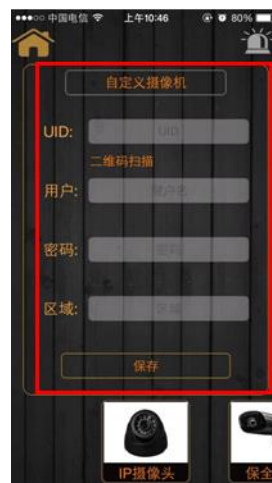 中国电信 上午10:46 80%
自定义摄像机
UID: UID
二维码扫描
用户: 用户名
密码: 密码
区域: 区域
保存
IP摄像头 保全